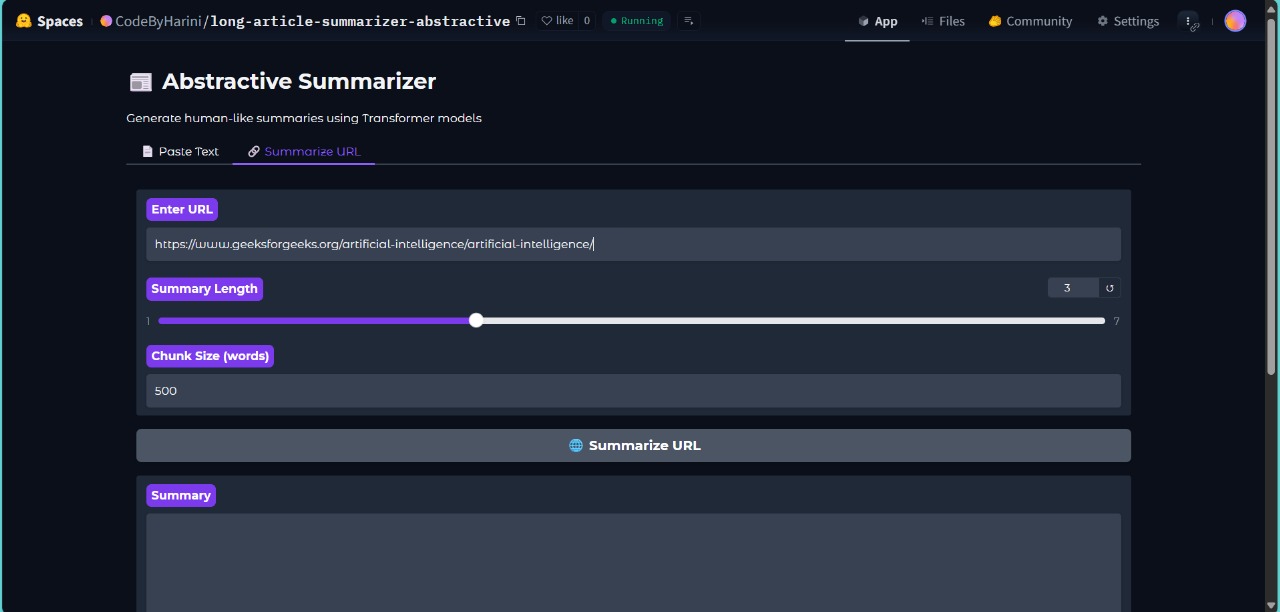 Spaces CodeByHarini/long-article-summarizer-abstractive like 0 Running App Files Community Settings
Abstractive Summarizer
Generate human-like summaries using Transformer models
Paste Text Summarize URL
Enter URL
https://www.geeksforgeeks.org/artificial-intelligence/artificial-intelligence/
Summary Length 3
1 7
Chunk Size (words)
500
Summarize URL
Summary